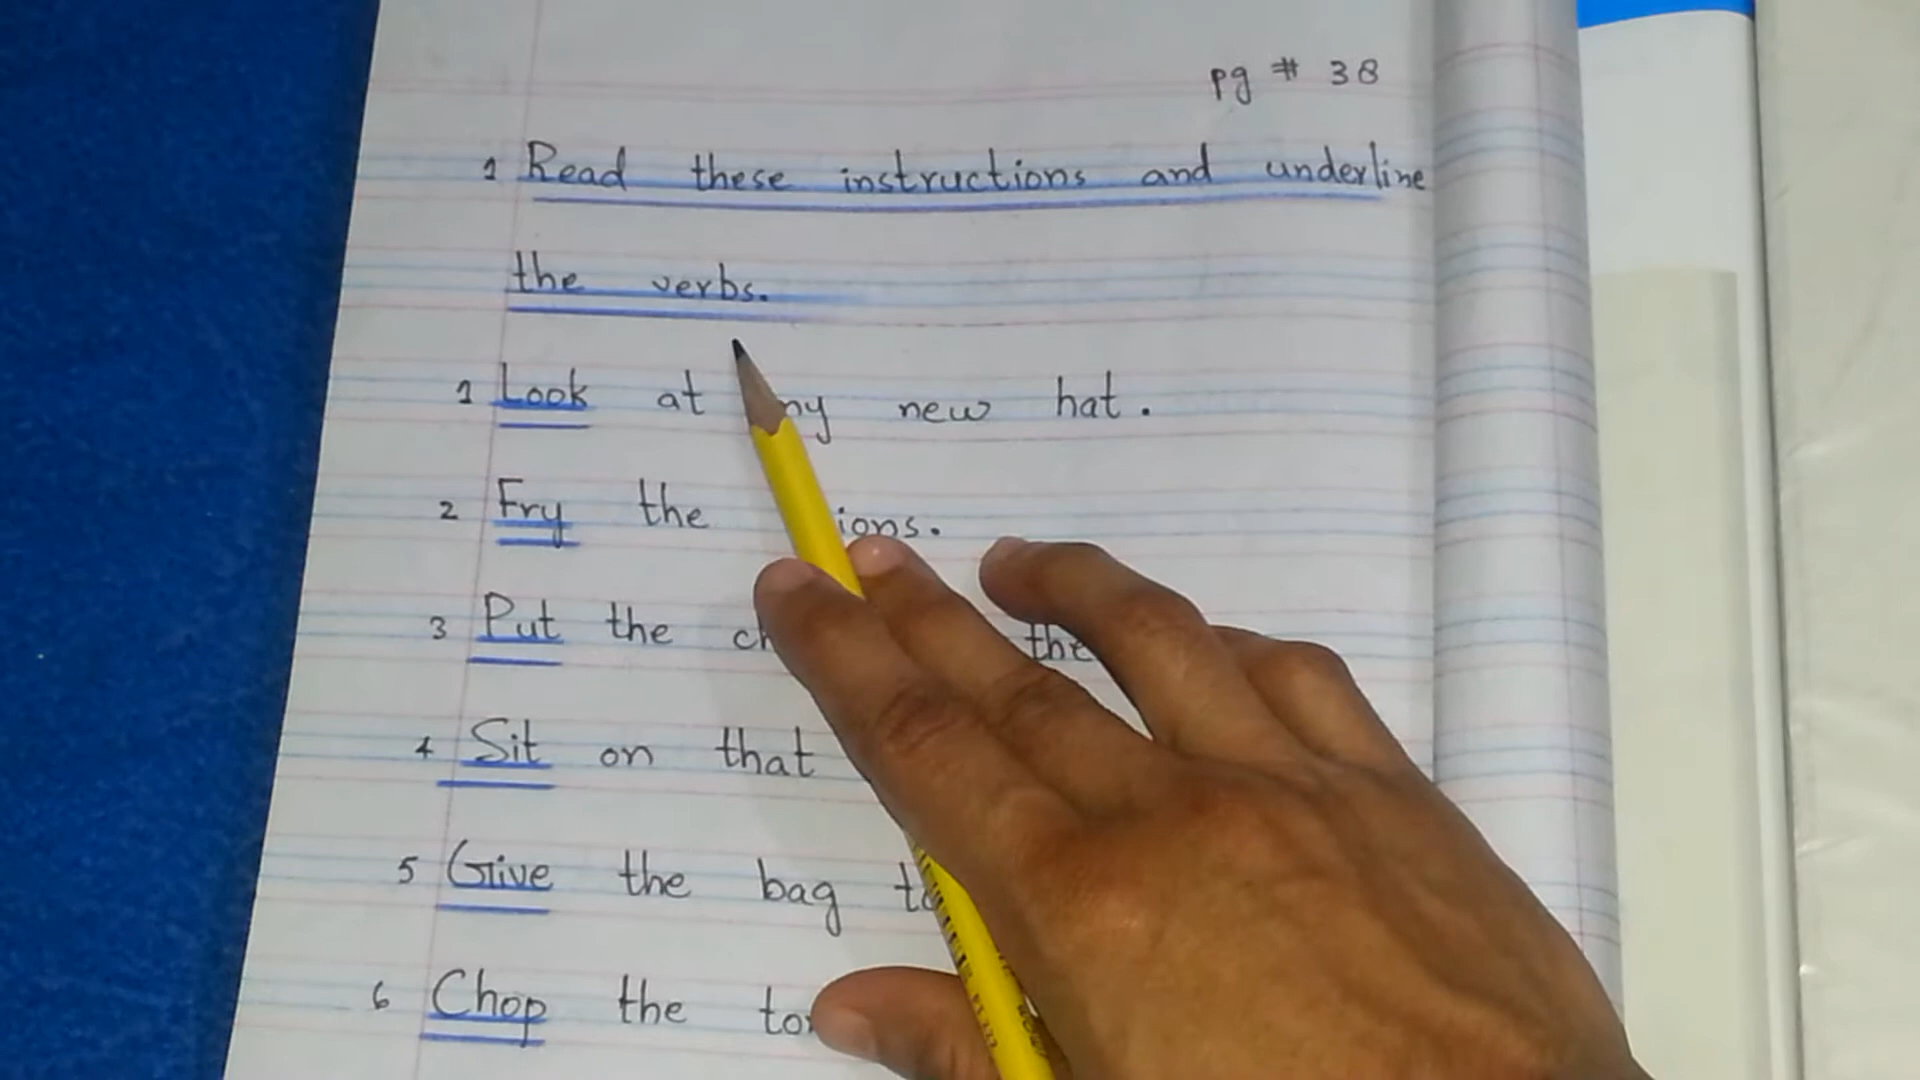 pg # 38
1 Read these instructions and underline
the verbs.
1 Look at my new hat.
2 Fry the
3 Put the the
4 Sit on that
5 Give the bag
6 Chop the